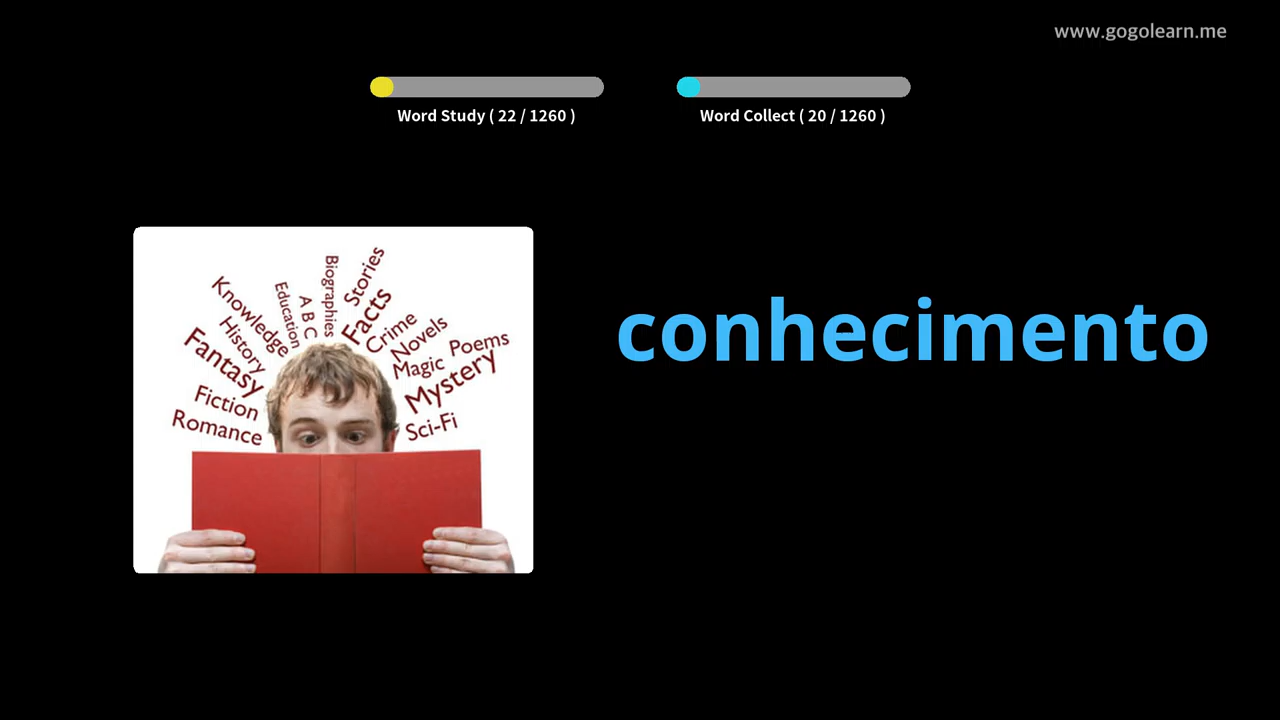 www.gogolearn.me
Word Study ( 22 / 1260 )
Word Collect ( 20 / 1260 )
conhecimento
Biographies
Stories
Education
A B C
Facts
Knowledge
History
Crime
Novels
Fantasy
Magic
Poems
Mystery
Fiction
Romance
Sci-Fi